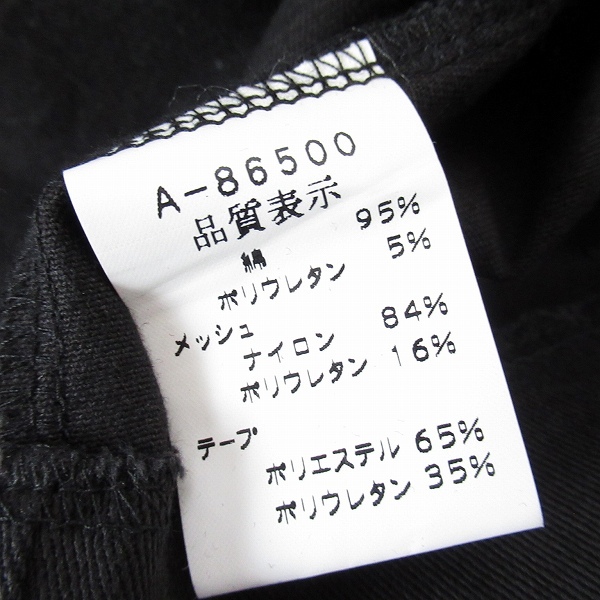 A-86500
品質表示
綿 95%
ポリウレタン 5%
メッシュ
ナイロン 84%
ポリウレタン 16%
テープ
ポリエステル 65%
ポリウレタン 35%